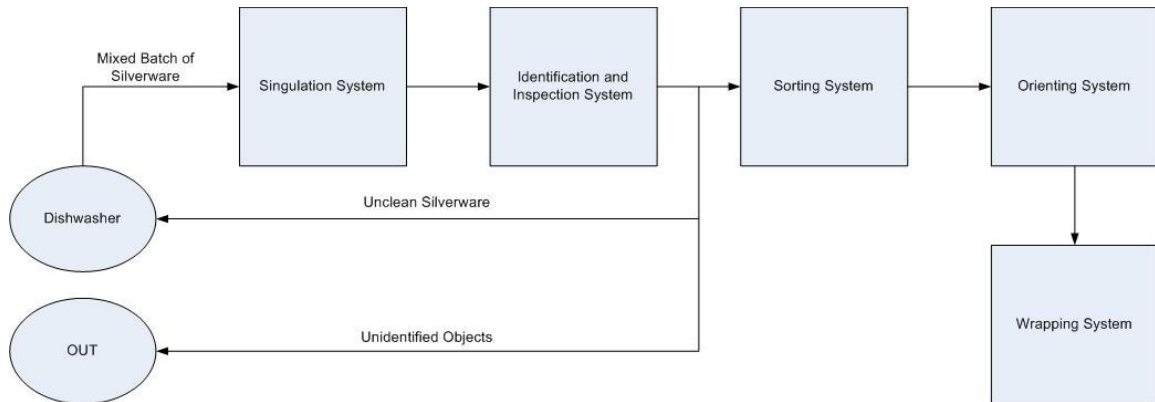 Mixed Batch of
Silverware
Singulation System
Identification and
Inspection System
Sorting System
Orienting System
Unclean Silverware
Dishwasher
Unidentified Objects
OUT
Wrapping System